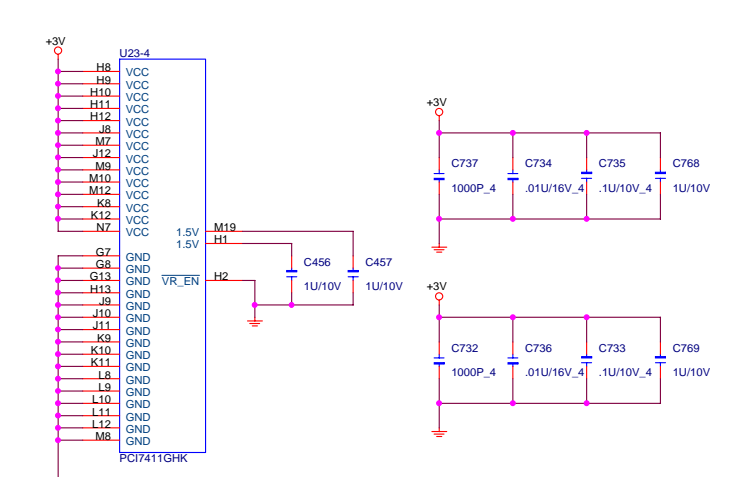 +3V
U23-4
H8 VCC
H9 VCC
H10 VCC
H11 VCC
H12 VCC
J8 VCC
M7 VCC
J12 VCC
M9 VCC
M10 VCC
M12 VCC
K8 VCC
K12 VCC
N7 VCC
1.5V M19
1.5V H1
G7 GND
G8 GND
G13 GND
VR_EN H2
H13 GND
J9 GND
J10 GND
J11 GND
K9 GND
K10 GND
K11 GND
L8 GND
L9 GND
L10 GND
L11 GND
L12 GND
M8 GND
PCI7411GHK
C456
1U/10V
C457
1U/10V
+3V
C737
1000P_4
C734
.01U/16V_4
C735
.1U/10V_4
C768
1U/10V
+3V
C732
1000P_4
C736
.01U/16V_4
C733
.1U/10V_4
C769
1U/10V